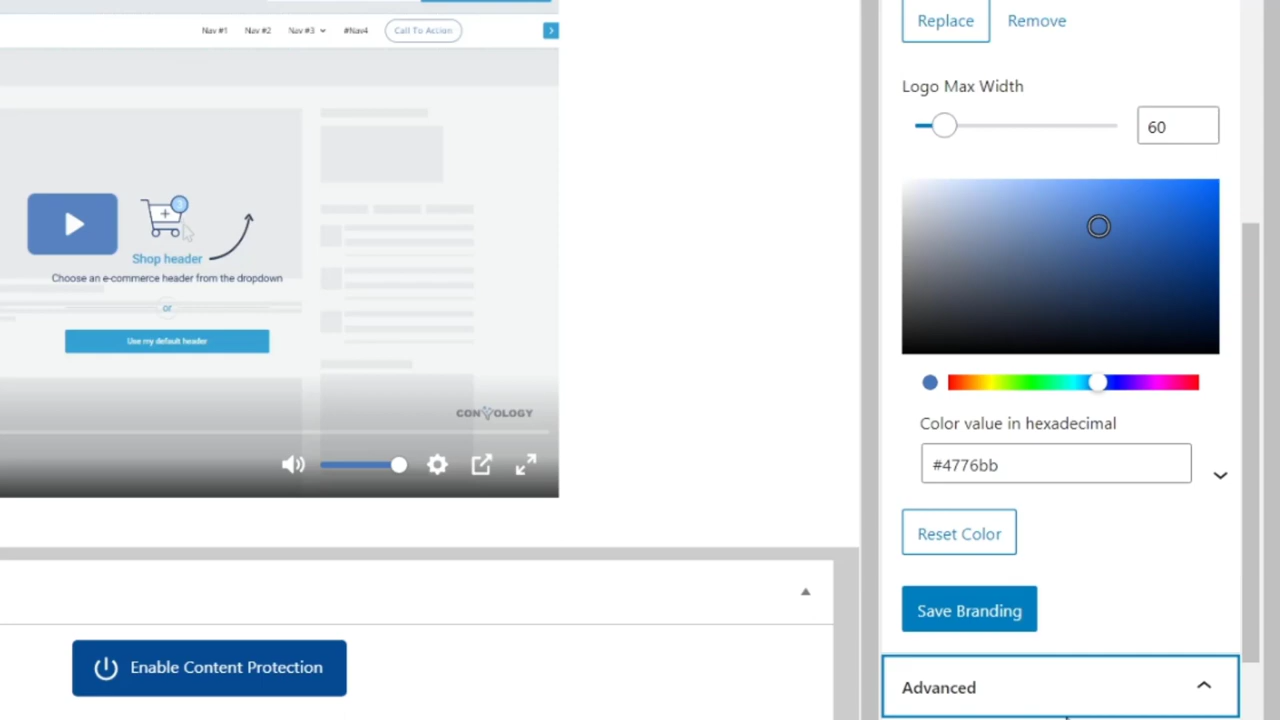 Nav #1 Nav #2 Nav #3 #Nav4 Call To Action
Shop header
Choose an e-commerce header from the dropdown
or
Use my default header
CONVOLOGY
Enable Content Protection
Replace Remove
Logo Max Width
60
Color value in hexadecimal
#4776bb
Reset Color
Save Branding
Advanced